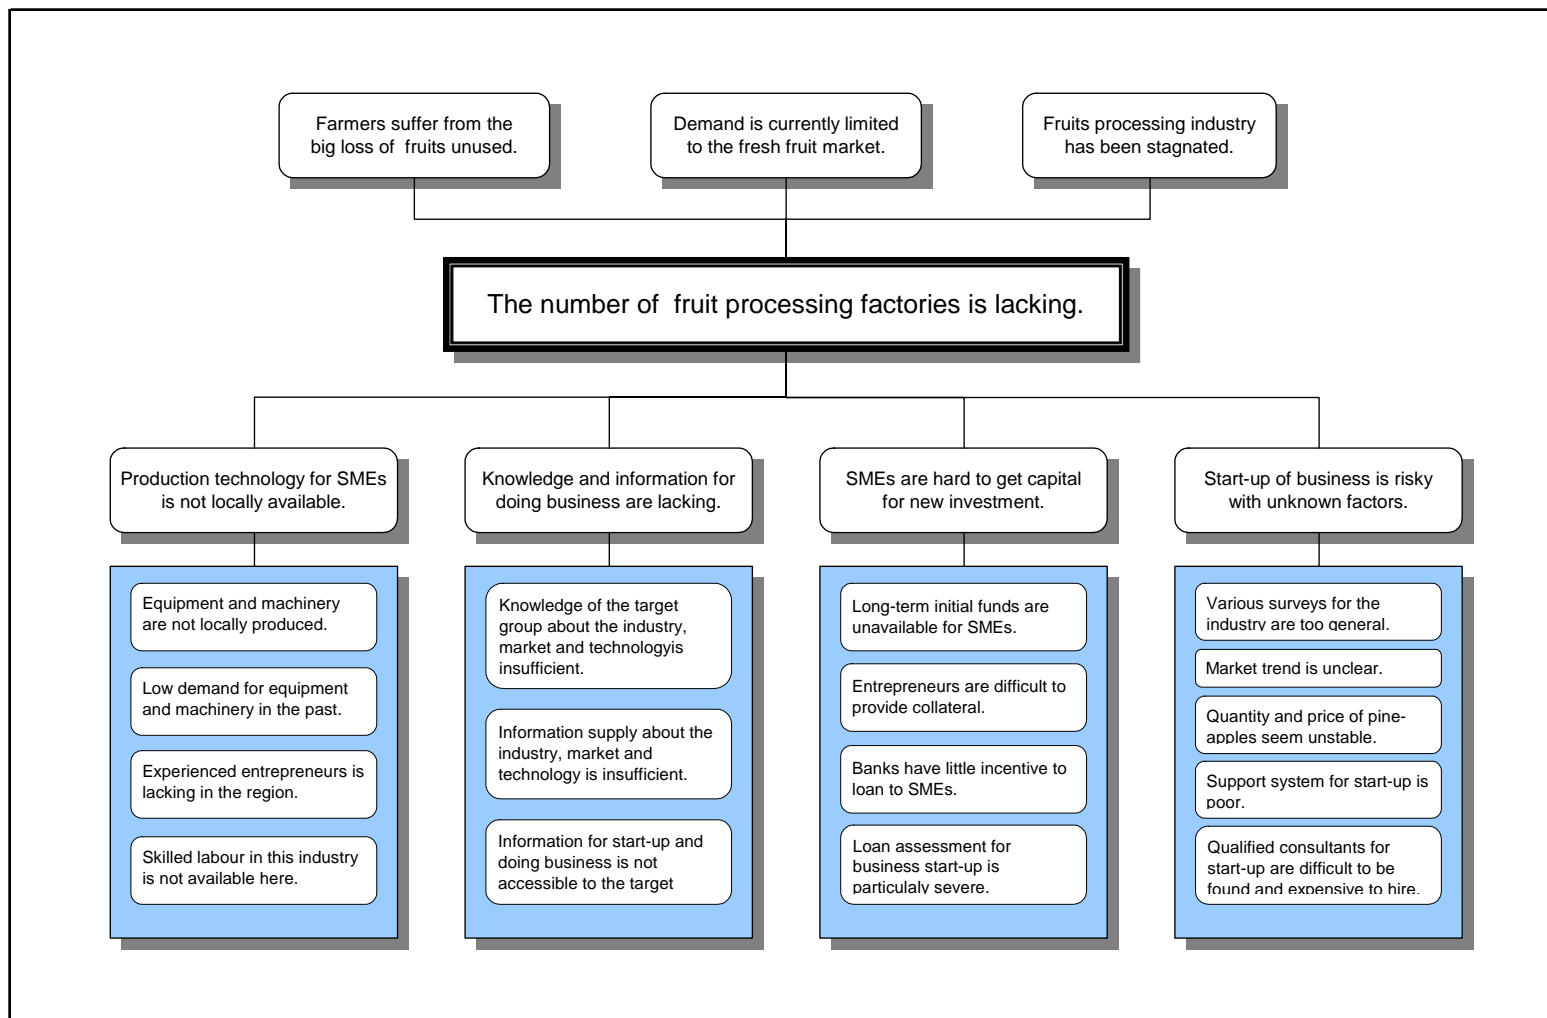 Farmers suffer from the
big loss of  fruits unused.
Demand is currently limited
to the fresh fruit market.
Fruits processing industry
has been stagnated.
The number of  fruit processing factories is lacking.
Production technology for SMEs
is not locally available.
Knowledge and information for
doing business are lacking.
SMEs are hard to get capital
for new investment.
Start-up of business is risky
with unknown factors.
Equipment and machinery
are not locally produced.
Low demand for equipment
and machinery in the past.
Experienced entrepreneurs is
lacking in the region.
Skilled labour in this industry
is not available here.
Knowledge of the target
group about the industry,
market and technologyis
insufficient.
Information supply about the
industry, market and
technology is insufficient.
Information for start-up and
doing business is not
accessible to the target
Long-term initial funds are
unavailable for SMEs.
Entrepreneurs are difficult to
provide collateral.
Banks have little incentive to
loan to SMEs.
Loan assessment for
business start-up is
particulaly severe.
Various surveys for the
industry are too general.
Market trend is unclear.
Quantity and price of pine-
apples seem unstable.
Support system for start-up is
poor.
Qualified consultants for
start-up are difficult to be
found and expensive to hire.